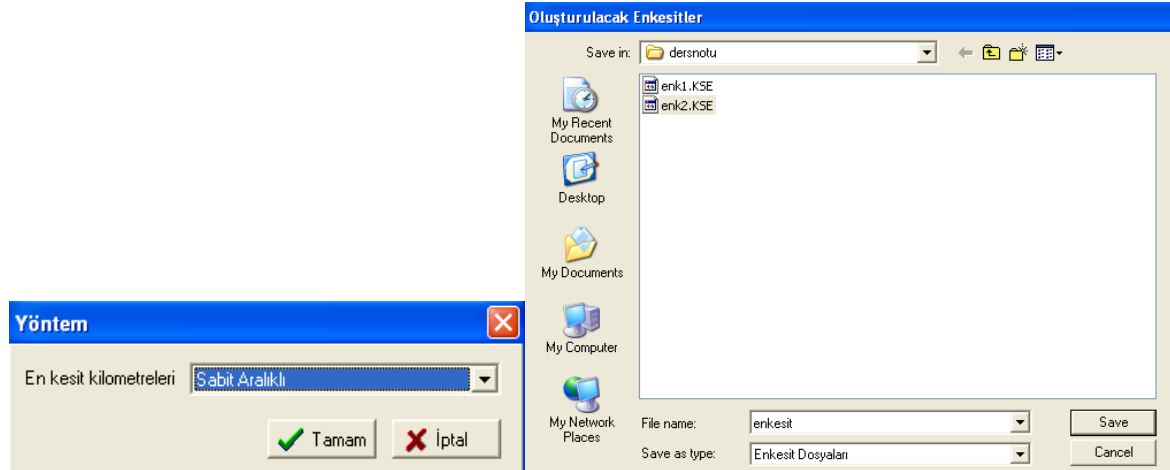 Yöntem
En kesit kilometreleri Sabit Aralıklı
Tamam İptal
Oluşturulacak Enkesitler
Save in: dersnotu
enk1.KSE
enk2.KSE
My Recent
Documents
Desktop
My Documents
My Computer
My Network
Places
File name: enkesit Save
Save as type: Enkesit Dosyaları Cancel